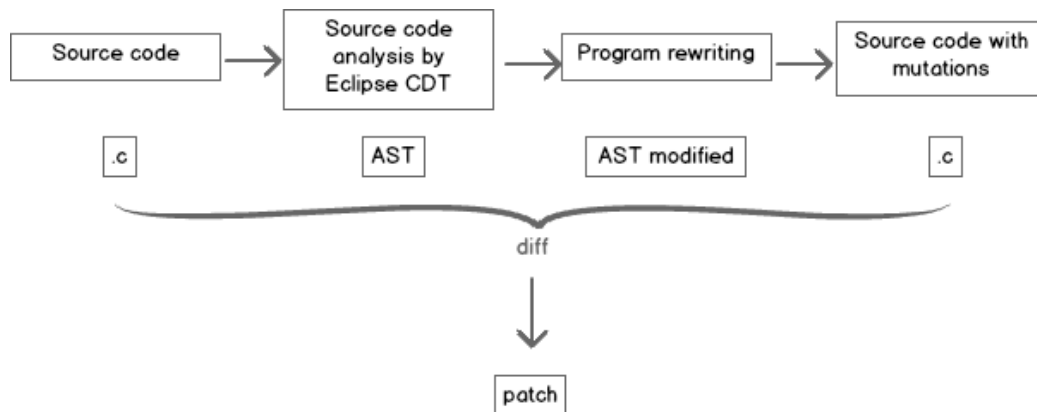 Source code
Source code
analysis by
Eclipse CDT
Program rewriting
Source code with
mutations
.c
AST
AST modified
.c
diff
patch